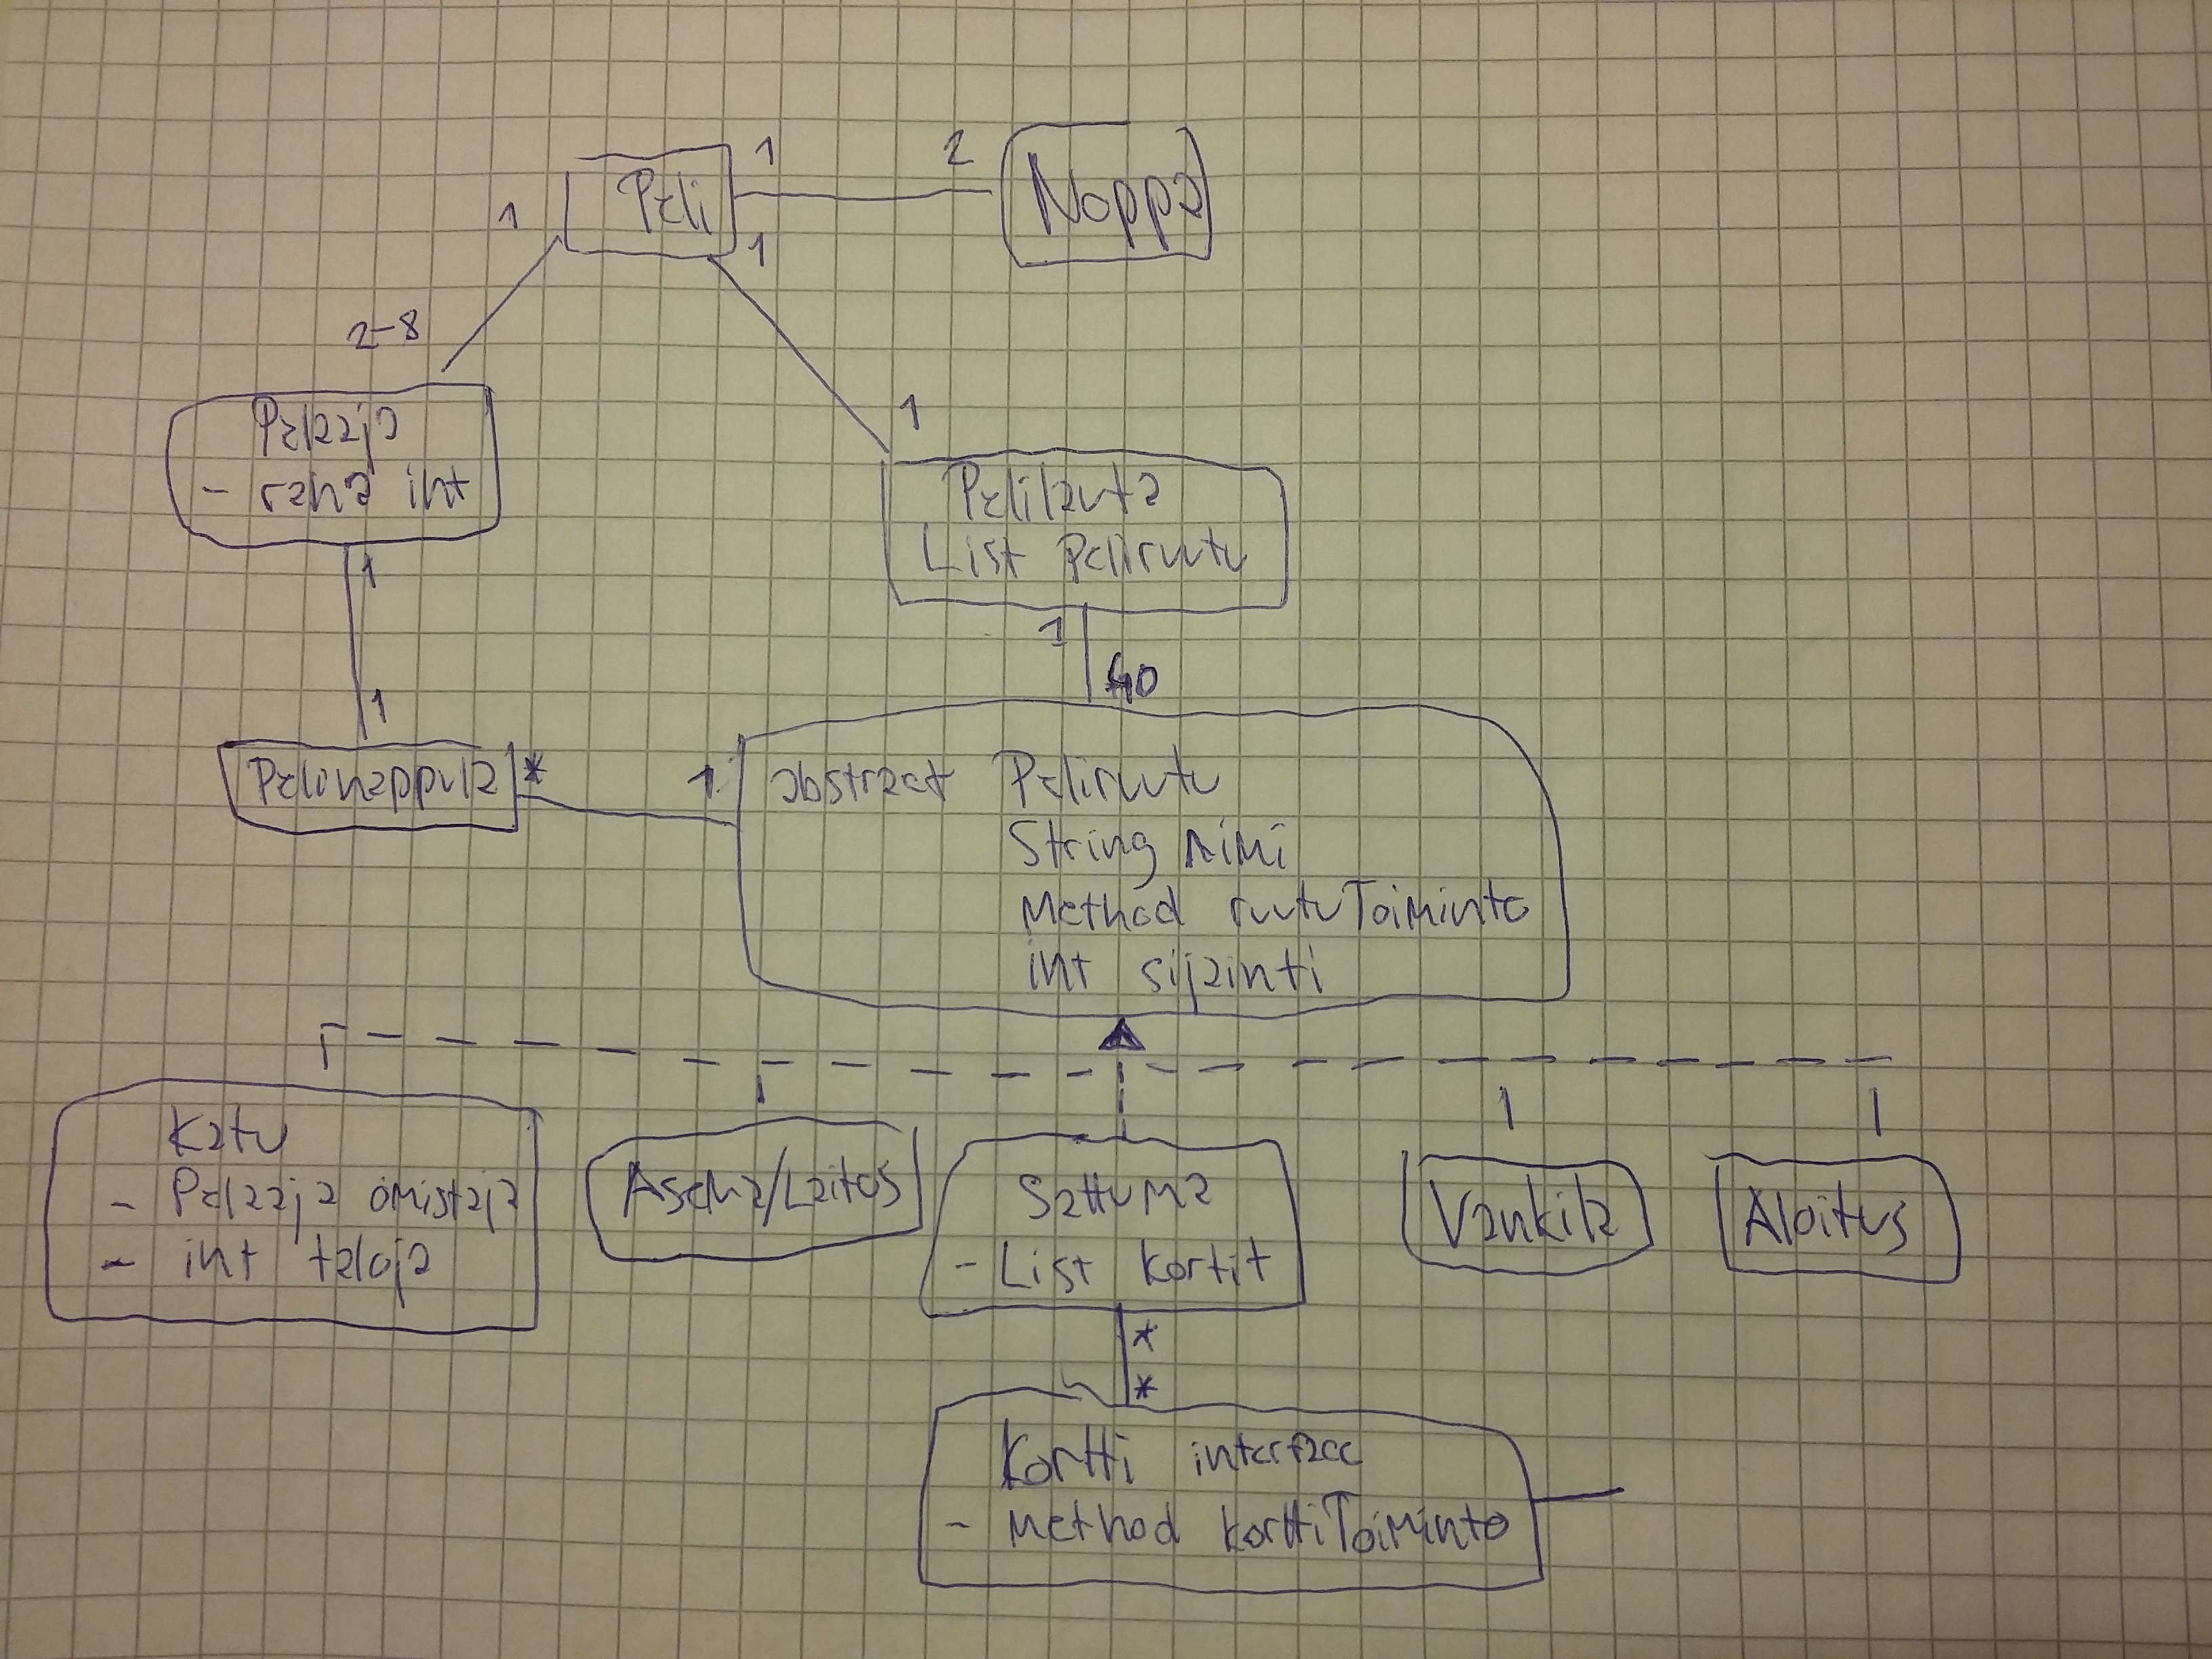 1
2
Peli
Noppa
1
1
2-8
1
Pelaaja
- raha int
Pelilauta
List Peliruutu
1
1
40
1
Pelinappula
*
1
abstract Peliruutu
String nimi
Method ruutuToiminto
int sijainti
Katu
- Pelaaja omistaja
- int taloja
Asema/Laitos
Sattuma
- List kortit
Vankila
Aloitus
*
*
Kortti interface
- Method korttiToiminto